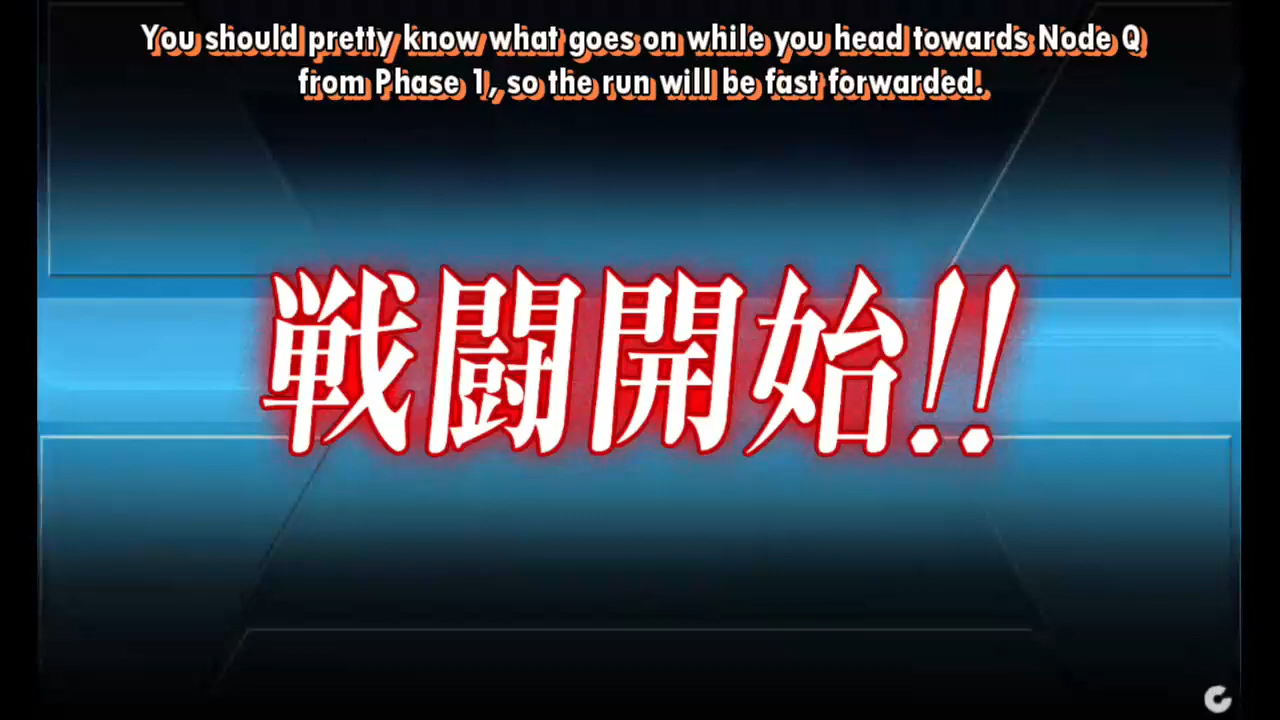 You should pretty know what goes on while you head towards Node Q
from Phase 1, so the run will be fast forwarded!
戦闘開始!!